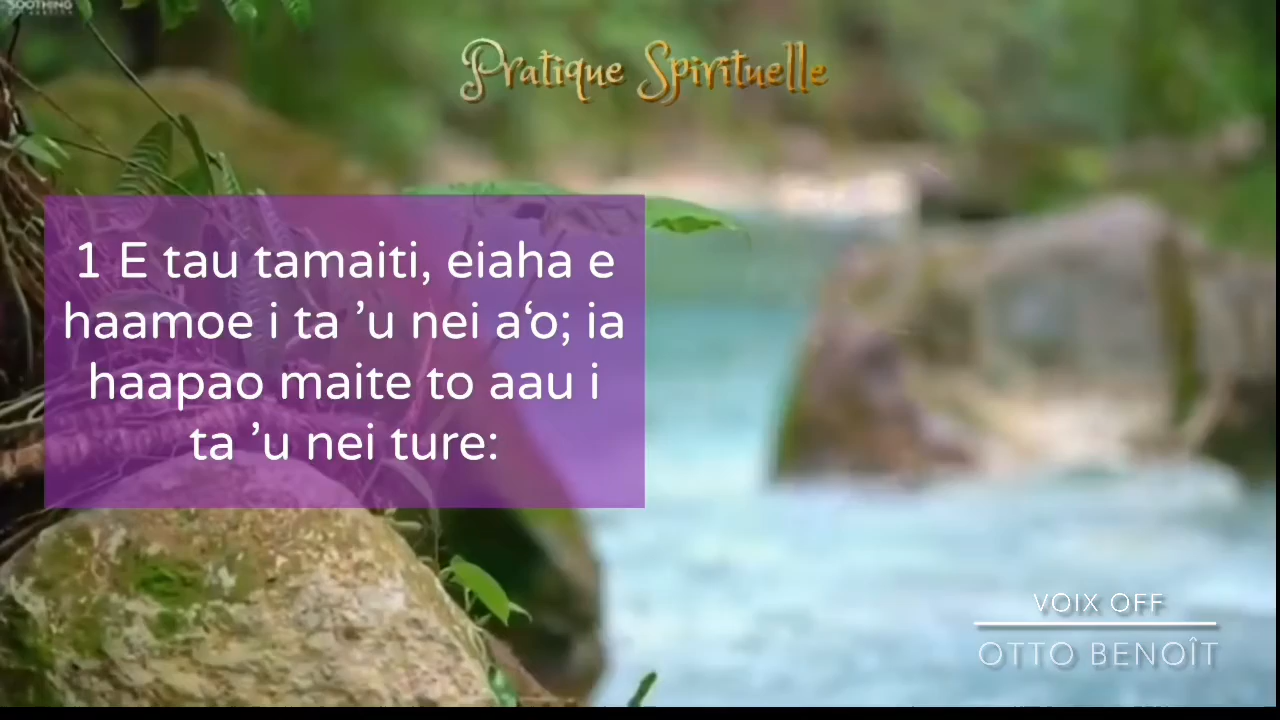 SOOTHING
Pratique Spirituelle
1 E tau tamaiti, eiaha e
haamoe i ta ’u nei a‘o; ia
haapao maite to aau i
ta ’u nei ture:
VOIX OFF
OTTO BENOÎT